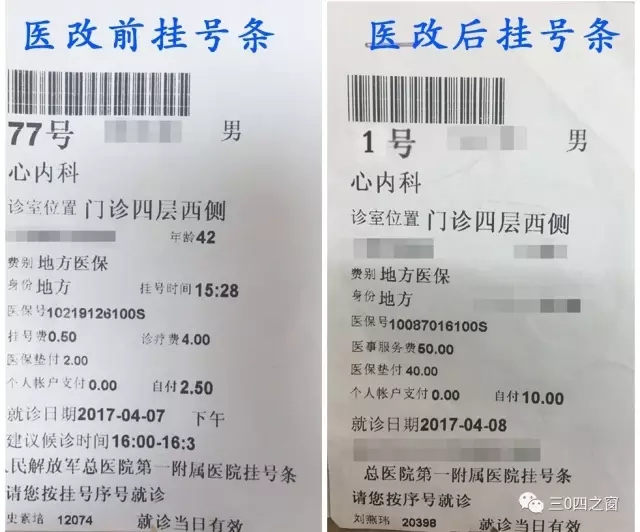 医改前挂号条
77号 男
心内科
诊室位置 门诊四层西侧
年龄42
费别 地方医保
身份 地方 挂号时间 15:28
医保号10219126100S
挂号费0.50 诊疗费4.00
医保垫付 2.00
个人帐户支付0.00 自付 2.50
就诊日期2017-04-07 下午
建议候诊时间16:00-16:3
人民解放军总医院第一附属医院挂号条
请您按挂号序号就诊
史素培 12074 就诊当日有效
医改后挂号条
1号 男
心内科
诊室位置 门诊四层西侧
费别 地方医保
身份 地方
医保号10087016100S
医事服务费50.00
医保垫付 40.00
个人帐户支付0.00 自付 10.00
就诊日期2017-04-08
总医院第一附属医院挂号条
请您按序号就诊
刘燕玮 20398 就诊当日有效
三0四之窗